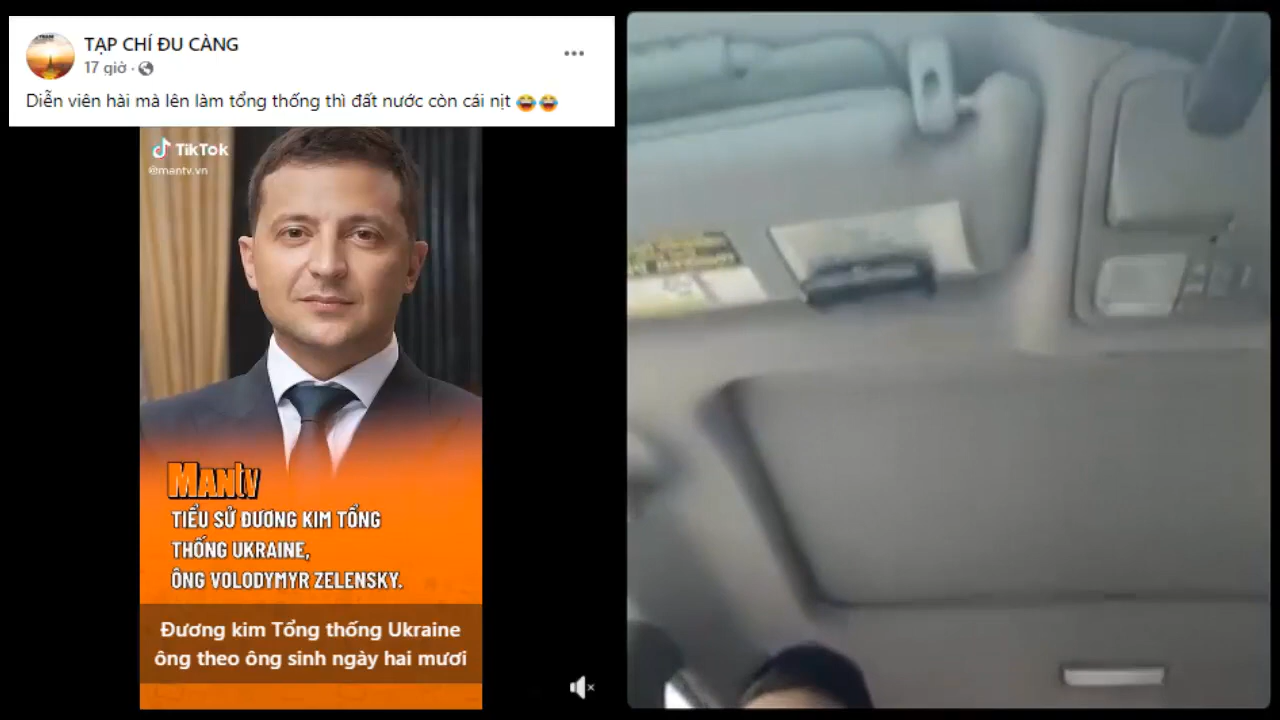 TẠP CHÍ ĐU CÀNG
17 giờ ·
Diễn viên hài mà lên làm tổng thống thì đất nước còn cái nịt 😂😂
TikTok
@mantv.vn
MANTV
TIỂU SỬ ĐƯƠNG KIM TỔNG
THỐNG UKRAINE,
ÔNG VOLODYMYR ZELENSKY.
Đương kim Tổng thống Ukraine
ông theo ông sinh ngày hai mươi